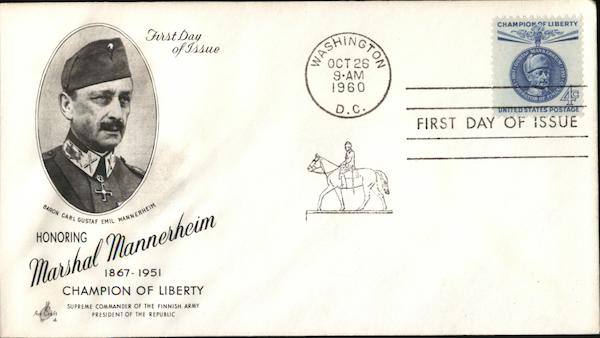 First Day
of Issue
BARON CARL GUSTAF EMIL MANNERHEIM
HONORING
Marshal Mannerheim
1867-1951
CHAMPION OF LIBERTY
SUPREME COMMANDER OF THE FINNISH ARMY
PRESIDENT OF THE REPUBLIC
Art Craft
WASHINGTON
OCT 26
9-AM
1960
D.C.
CHAMPION OF LIBERTY
4¢
UNITED STATES POSTAGE
FIRST DAY OF ISSUE